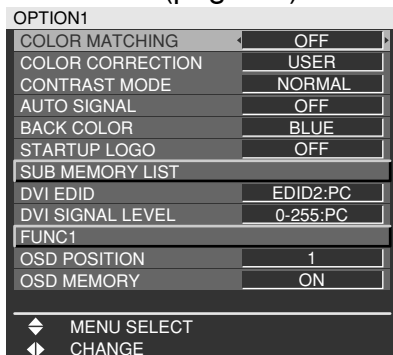 OPTION1
COLOR MATCHING OFF
COLOR CORRECTION USER
CONTRAST MODE NORMAL
AUTO SIGNAL OFF
BACK COLOR BLUE
STARTUP LOGO OFF
SUB MEMORY LIST
DVI EDID EDID2:PC
DVI SIGNAL LEVEL 0-255:PC
FUNC1
OSD POSITION 1
OSD MEMORY ON
MENU SELECT
CHANGE